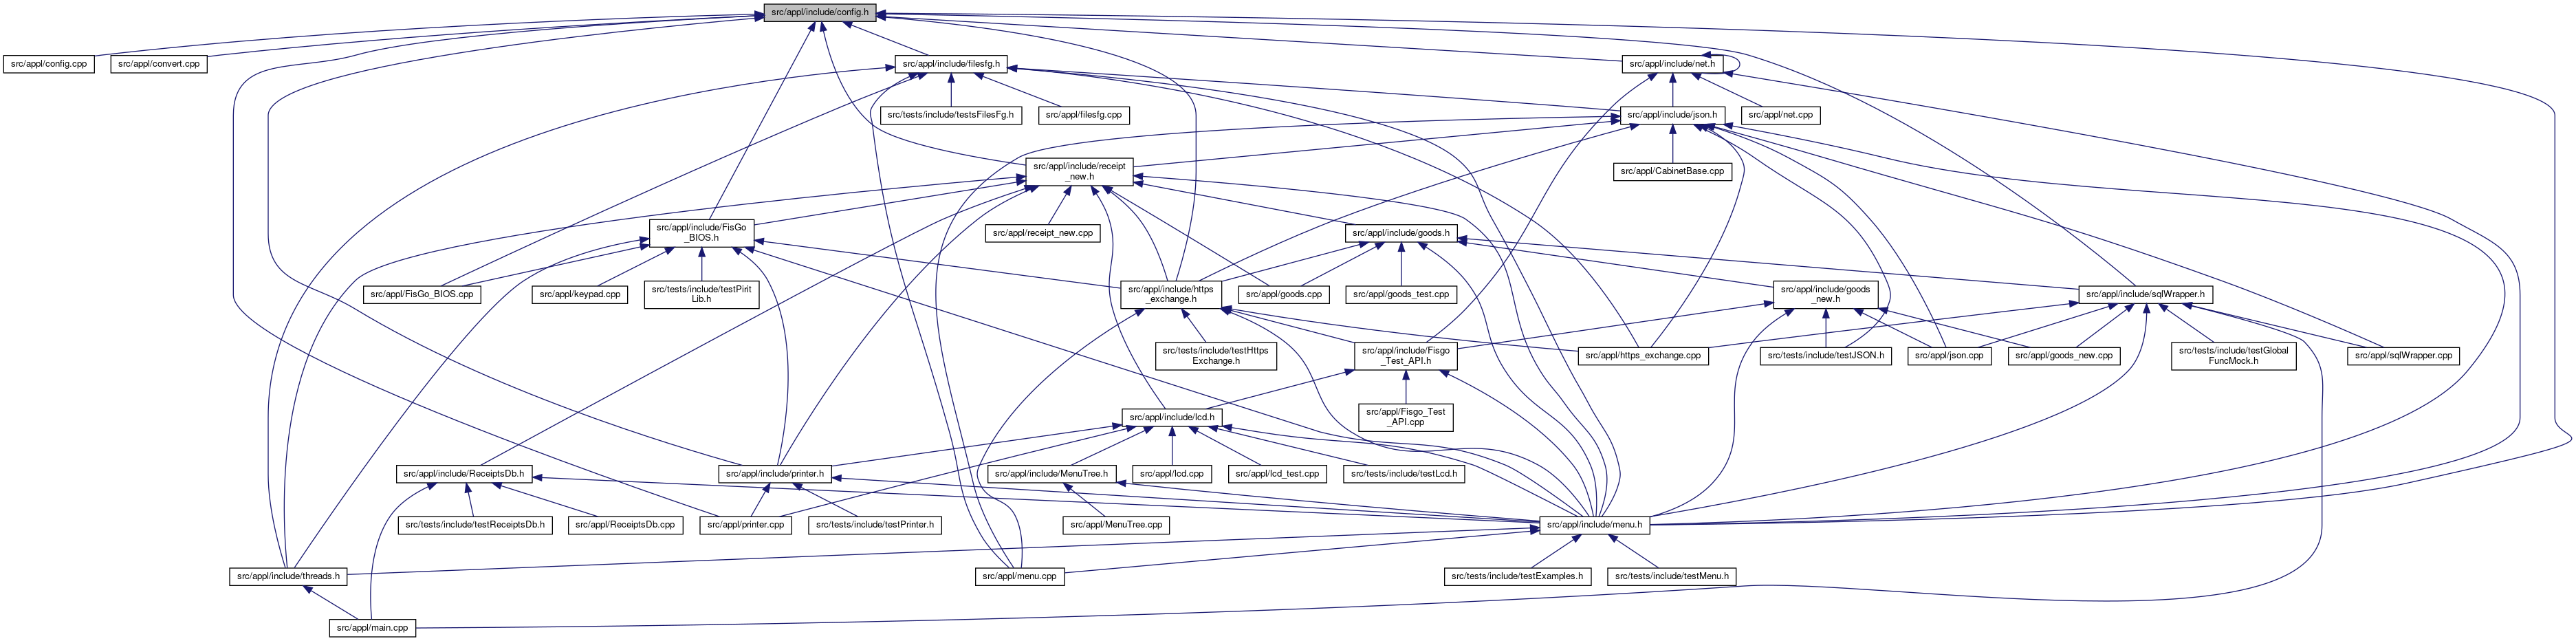 src/appl/include/config.h
src/appl/config.cpp
src/appl/convert.cpp
src/appl/include/filesfg.h
src/appl/include/net.h
src/tests/include/testsFilesFg.h
src/appl/filesfg.cpp
src/appl/include/json.h
src/appl/net.cpp
src/appl/include/receipt
_new.h
src/appl/CabinetBase.cpp
src/appl/include/FisGo
_BIOS.h
src/appl/receipt_new.cpp
src/appl/include/goods.h
src/appl/FisGo_BIOS.cpp
src/appl/keypad.cpp
src/tests/include/testPirit
Lib.h
src/appl/include/https
_exchange.h
src/appl/goods.cpp
src/appl/goods_test.cpp
src/appl/include/goods
_new.h
src/appl/include/sqlWrapper.h
src/tests/include/testHttps
Exchange.h
src/appl/include/Fisgo
_Test_API.h
src/appl/https_exchange.cpp
src/tests/include/testJSON.h
src/appl/json.cpp
src/appl/goods_new.cpp
src/tests/include/testGlobal
FuncMock.h
src/appl/sqlWrapper.cpp
src/appl/include/lcd.h
src/appl/Fisgo_Test
_API.cpp
src/appl/include/ReceiptsDb.h
src/appl/include/printer.h
src/appl/include/MenuTree.h
src/appl/lcd.cpp
src/appl/lcd_test.cpp
src/tests/include/testLcd.h
src/tests/include/testReceiptsDb.h
src/appl/ReceiptsDb.cpp
src/appl/printer.cpp
src/tests/include/testPrinter.h
src/appl/MenuTree.cpp
src/appl/include/menu.h
src/appl/include/threads.h
src/appl/menu.cpp
src/tests/include/testExamples.h
src/tests/include/testMenu.h
src/appl/main.cpp